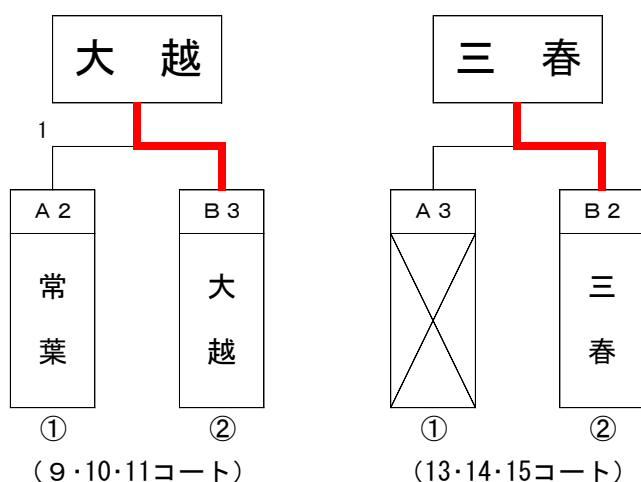 大　越
三　春
1
A２
B３
A３
B２
常葉
大越
三春
①
②
①
②
（９･10･11コート）
（13･14･15コート）